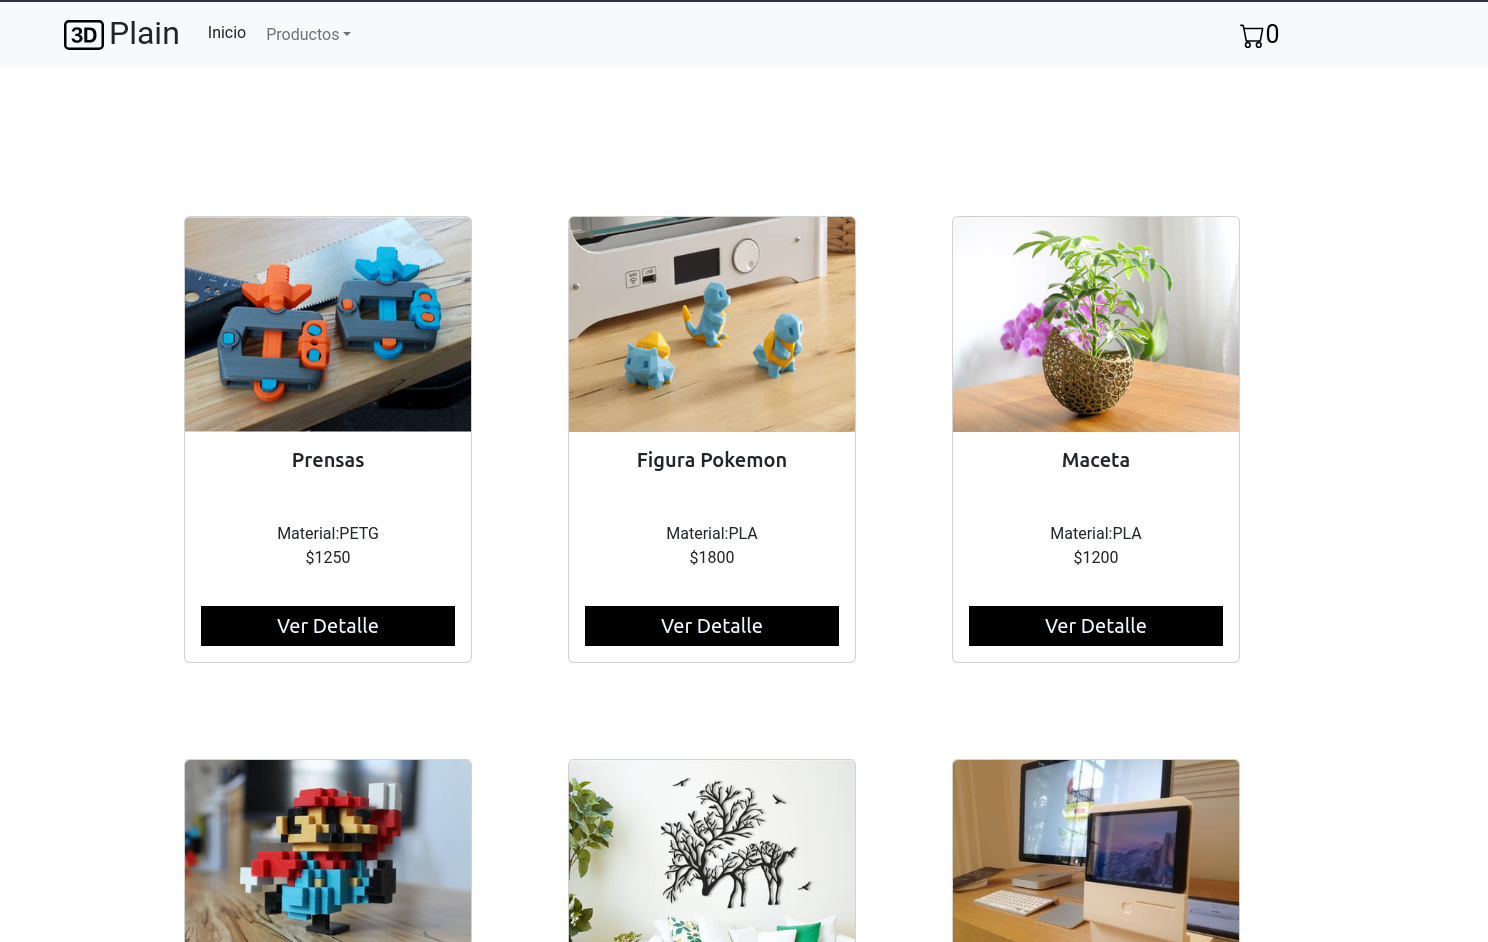 3D Plain Inicio Productos 0
Prensas
Material:PETG
$1250
Ver Detalle
Figura Pokemon
Material:PLA
$1800
Ver Detalle
Maceta
Material:PLA
$1200
Ver Detalle